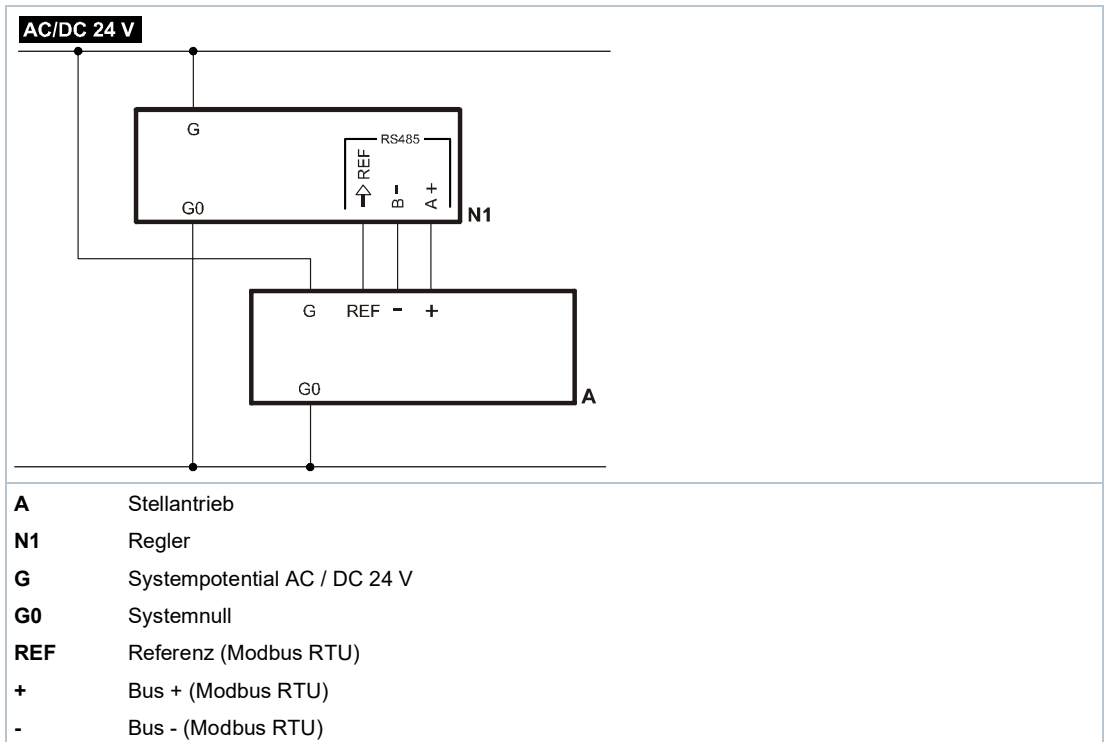 AC/DC 24 V
G
RS485
REF
B -
A +
G0
N1
G REF - +
G0
A
A Stellantrieb
N1 Regler
G Systempotential AC / DC 24 V
G0 Systemnull
REF Referenz (Modbus RTU)
+ Bus + (Modbus RTU)
- Bus - (Modbus RTU)